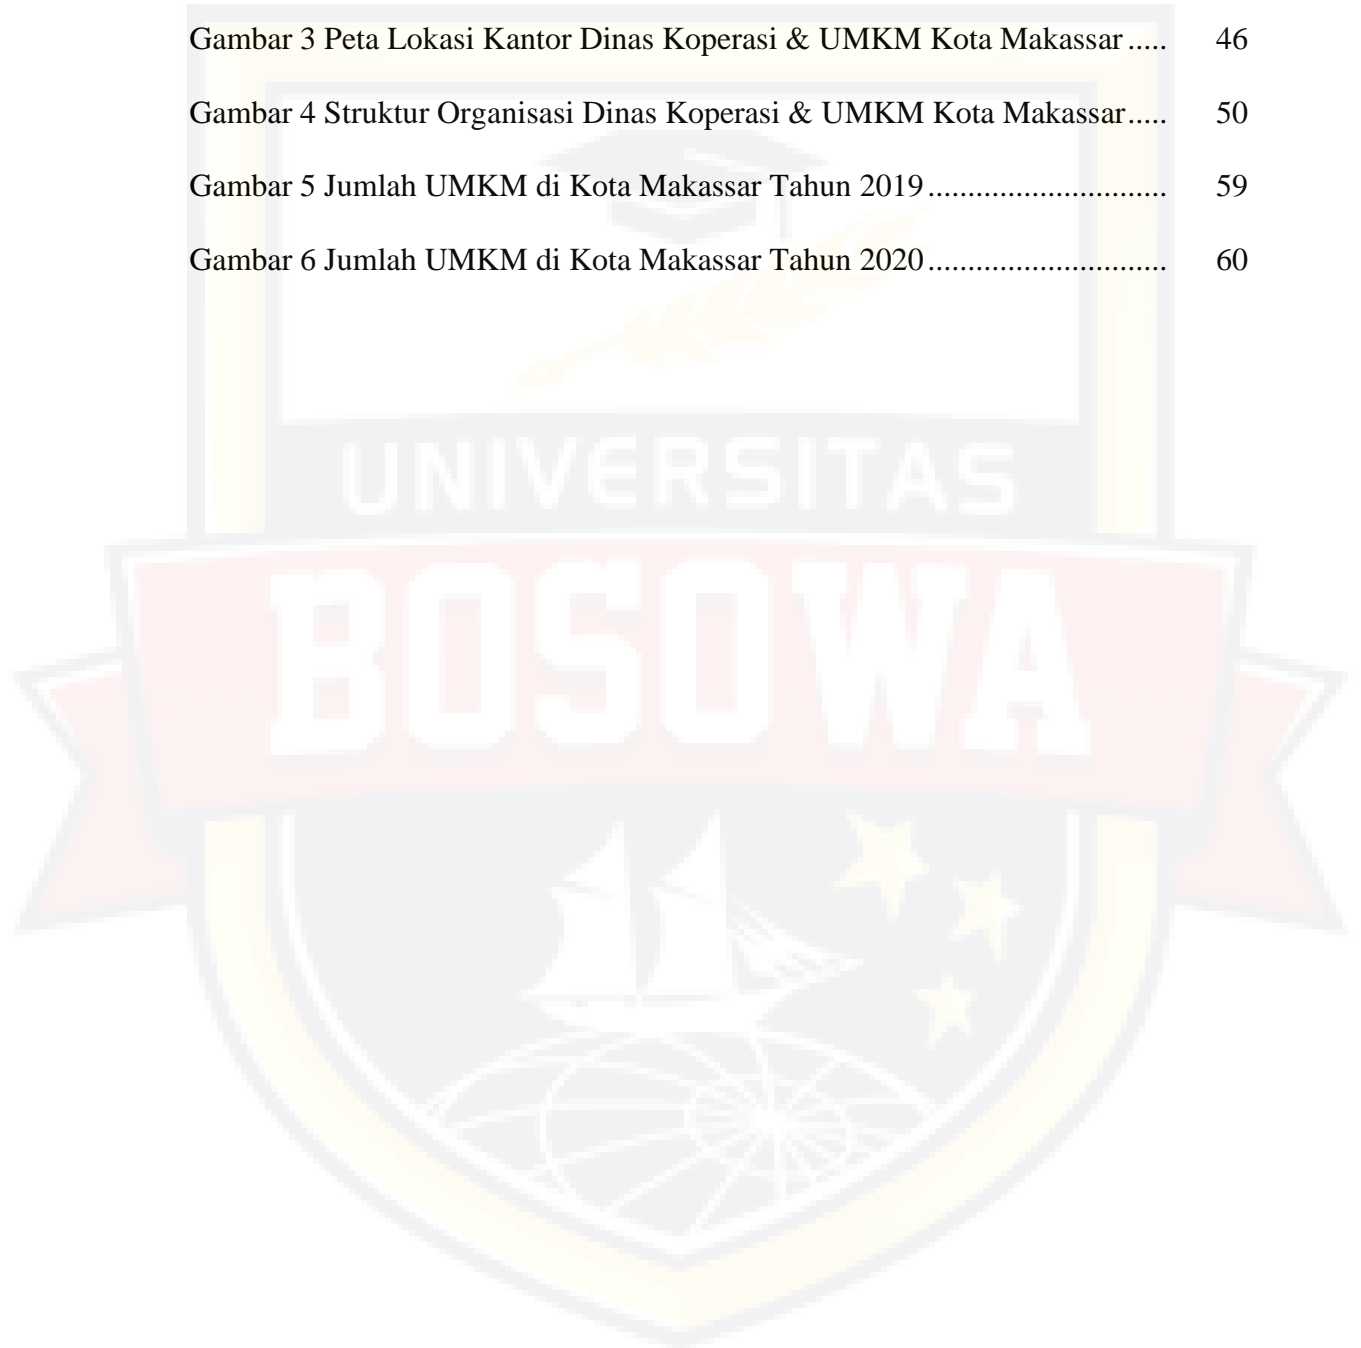 Gambar 3 Peta Lokasi Kantor Dinas Koperasi & UMKM Kota Makassar ..... 46
Gambar 4 Struktur Organisasi Dinas Koperasi & UMKM Kota Makassar ..... 50
Gambar 5 Jumlah UMKM di Kota Makassar Tahun 2019 .............................. 59
Gambar 6 Jumlah UMKM di Kota Makassar Tahun 2020 .............................. 60
UNIVERSITAS
BOSOWA